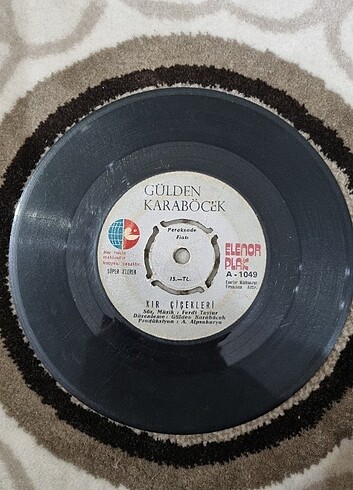 GÜLDEN
KARABÖCEK
Perakende
Fiatı
15.—TL.
SÜPER STEREO
ELENOR
PLAK
A - 1049
KIR ÇİÇEKLERİ
Söz, Müzik : Ferdi Tayfur
Düzenleme : Gülden Karaböcek
Prodüksiyon : A. Alpsakarya